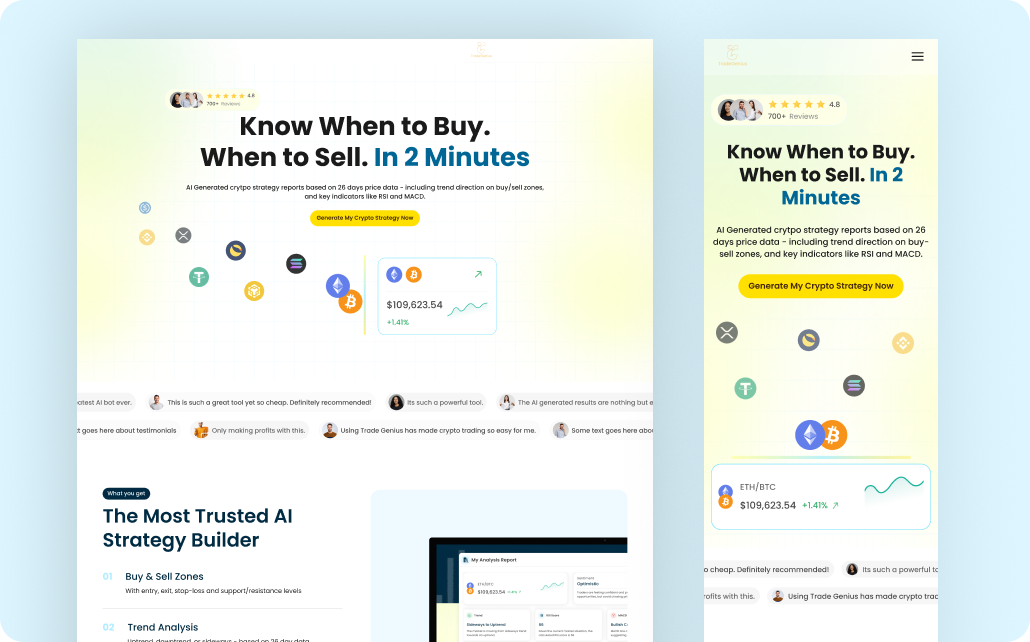 4.8
700+ Reviews
Know When to Buy.
When to Sell. In 2 Minutes
AI Generated crytpo strategy reports based on 26 days price data - including trend direction on buy/sell zones,
and key indicators like RSI and MACD.
Generate My Crypto Strategy Now
$109,623.54
+1.41%
atest AI bot ever.
This is such a great tool yet so cheap. Definitely recommended!
Its such a powerful tool.
The AI generated results are nothing but e
t goes here about testimonials
Only making profits with this.
Using Trade Genius has made crypto trading so easy for me.
Some text goes here abou
What you get
The Most Trusted AI
Strategy Builder
01 Buy & Sell Zones
With entry, exit, stop-loss and support/resistance levels
02 Trend Analysis
Uptrend, downtrend, or sideways - based on 26 day data
My Analysis Report
ETH/BTC
$109,623.54 +1.41%
Sentiment
Optimistic
Trend
Sideways to Uptrend
4.8
700+ Reviews
Know When to Buy.
When to Sell. In 2
Minutes
AI Generated crypto strategy reports based on 26
days price data - including trend direction on buy-
sell zones, and key indicators like RSI and MACD.
Generate My Crypto Strategy Now
ETH/BTC
$109,623.54 +1.41%
o cheap. Definitely recommended!
Its such a powerful to
rofits with this.
Using Trade Genius has made crypto trad